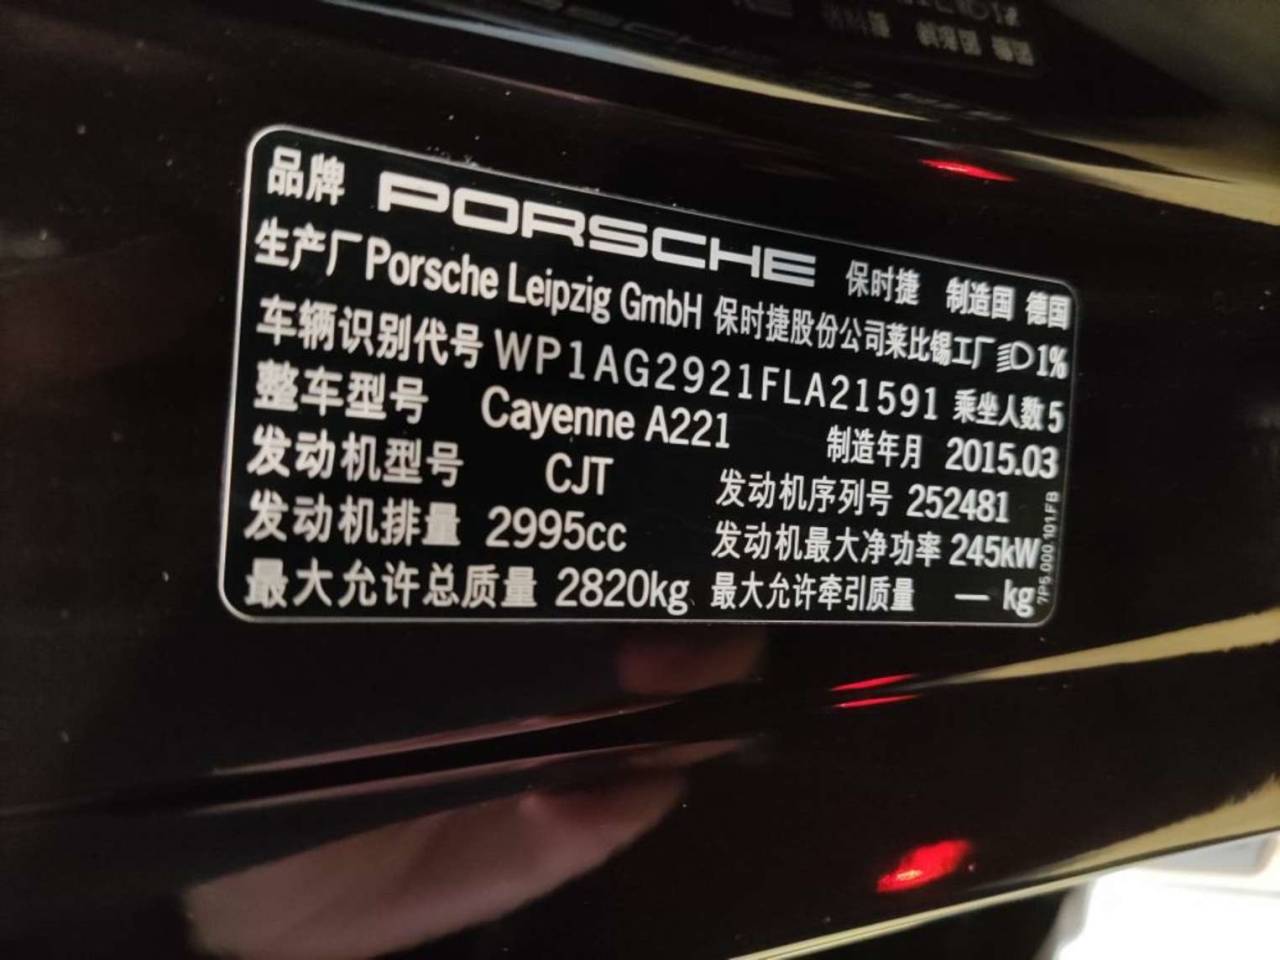 品牌 PORSCHE 保时捷 制造国 德国
生产厂 Porsche Leipzig GmbH 保时捷股份公司莱比锡工厂 1%
车辆识别代号 WP1AG2921FLA21591 乘坐人数 5
整车型号 Cayenne A221 制造年月 2015.03
发动机型号 CJT 发动机序列号 252481
发动机排量 2995cc 发动机最大净功率 245kW
最大允许总质量 2820kg 最大允许牵引质量 — kg
7P5.000.101.FB